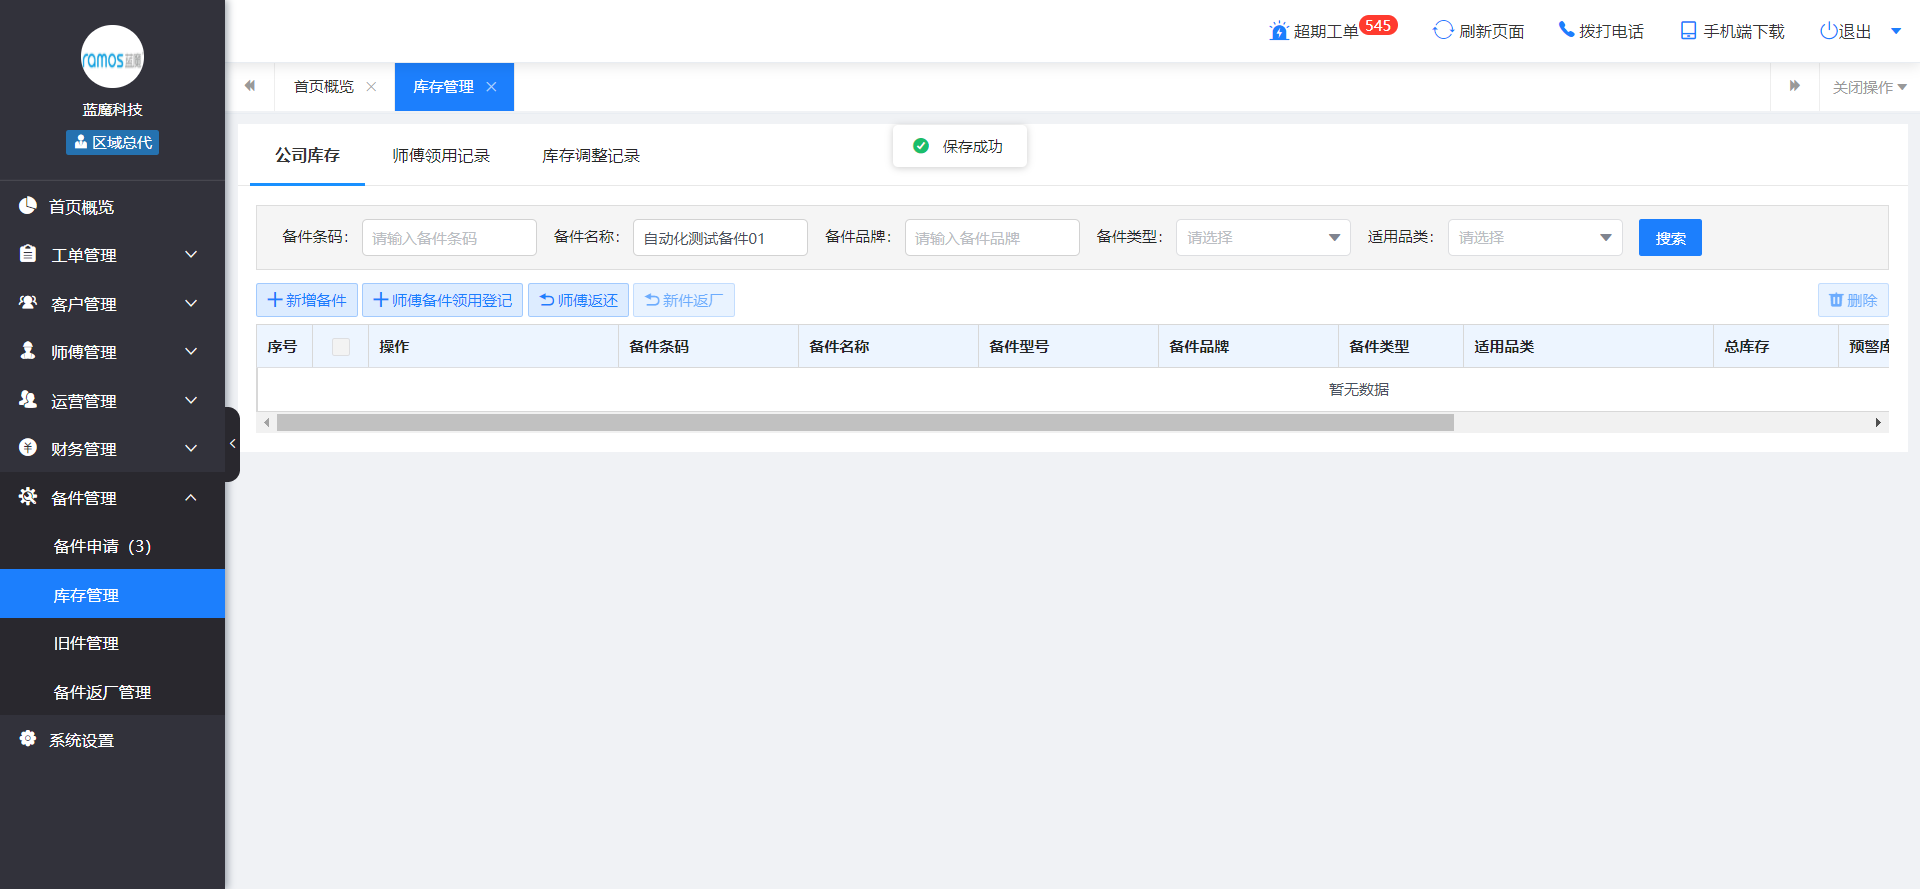 超期工单 545 刷新页面 拨打电话 手机端下载 退出
ramos蓝魔
蓝魔科技
区域总代
首页概览 库存管理 关闭操作
保存成功
公司库存 师傅领用记录 库存调整记录
备件条码： 请输入备件条码 备件名称： 自动化测试备件01 备件品牌： 请输入备件品牌 备件类型： 请选择 适用品类： 请选择 搜索
新增备件 师傅备件领用登记 师傅返还 新件返厂 删除
序号 操作 备件条码 备件名称 备件型号 备件品牌 备件类型 适用品类 总库存 预警库
暂无数据
首页概览
工单管理
客户管理
师傅管理
运营管理
财务管理
备件管理
备件申请（3）
库存管理
旧件管理
备件返厂管理
系统设置